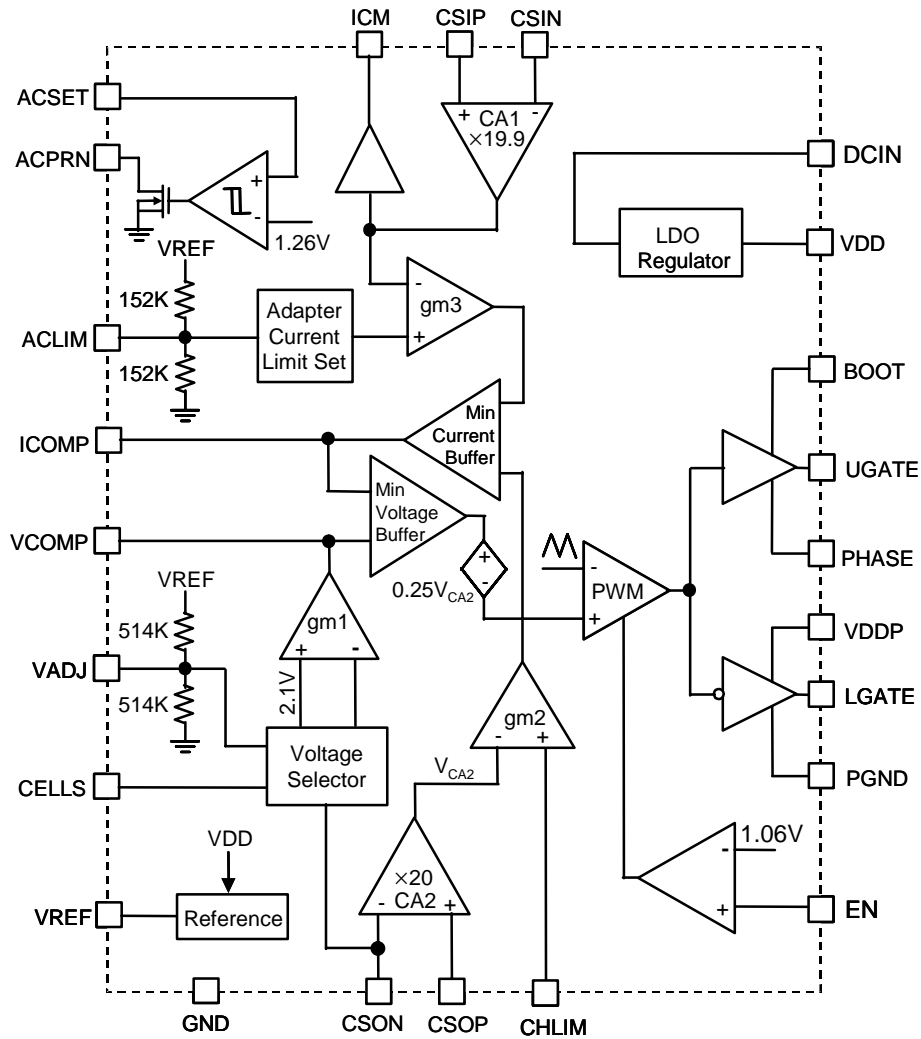 ICM
CSIP
CSIN
ACSET
ACPRN
+
-
1.26V
+
-
CA1
×19.9
DCIN
LDO
Regulator
VDD
VREF
152K
ACLIM
152K
Adapter
Current
Limit Set
-
gm3
+
BOOT
ICOMP
Min
Current
Buffer
UGATE
Min
Voltage
Buffer
VCOMP
+
-
0.25VCA2
-
PWM
+
PHASE
VREF
514K
VADJ
514K
gm1
+
-
2.1V
VDDP
LGATE
gm2
-
+
Voltage
Selector
CELLS
VCA2
PGND
VDD
×20
CA2
-
+
1.06V
-
+
VREF
Reference
EN
GND
CSON
CSOP
CHLIM